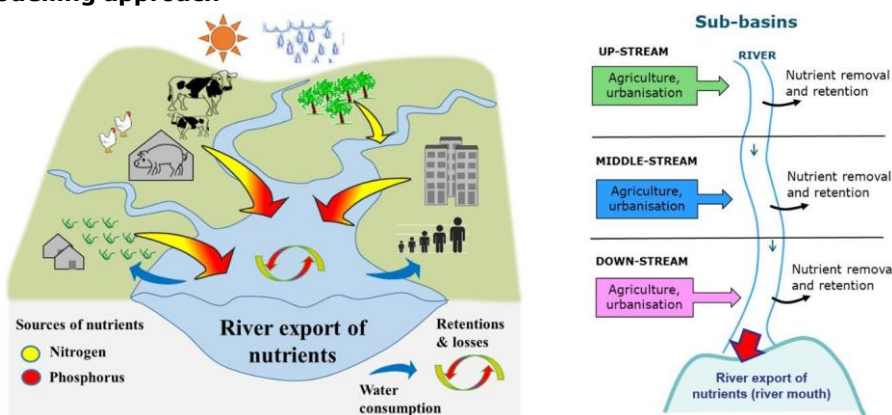 Sources of nutrients
Nitrogen
Phosphorus
River export of
nutrients
Water
consumption
Retentions
& losses
Sub-basins
UP-STREAM
RIVER
Agriculture,
urbanisation
Nutrient removal
and retention
MIDDLE-STREAM
Agriculture,
urbanisation
Nutrient removal
and retention
DOWN-STREAM
Agriculture,
urbanisation
Nutrient remova
and retention
River export of
nutrients (river mouth)